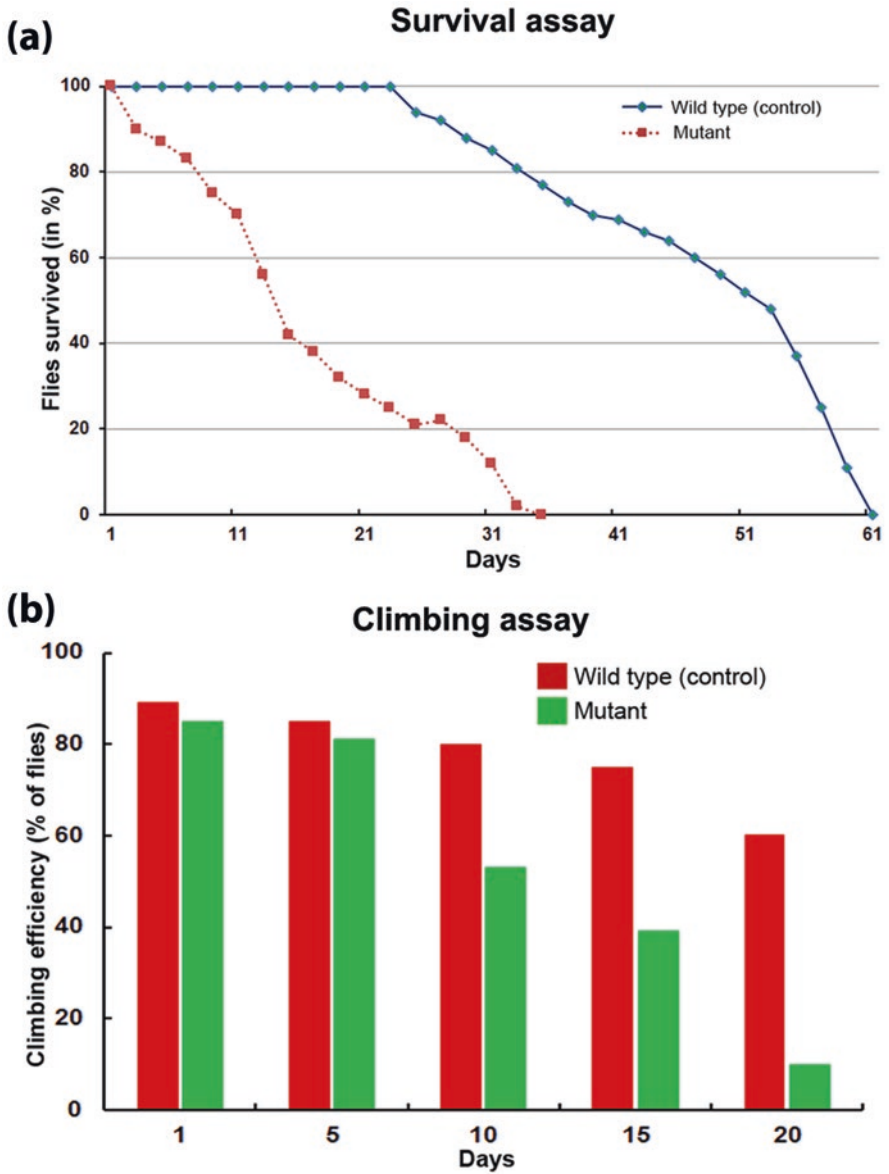 (a)
Survival assay
Flies survived (in %)
100
80
60
40
20
0
Wild type (control)
Mutant
1 11 21 31 41 51 61
Days
(b)
Climbing assay
Climbing efficiency (% of flies)
100
80
60
40
20
0
Wild type (control)
Mutant
1 5 10 15 20
Days